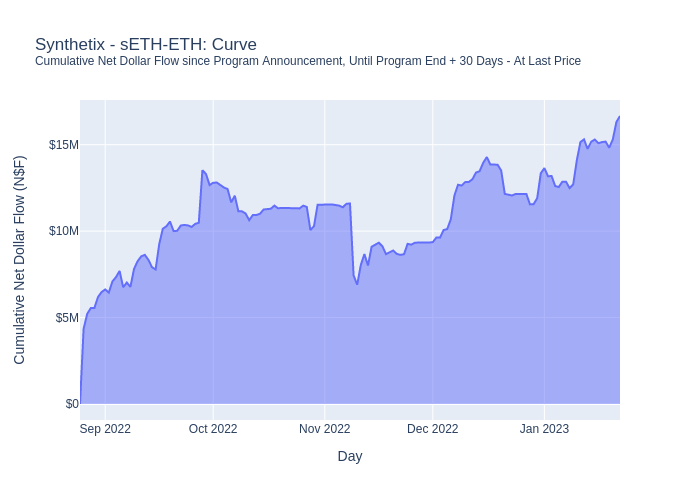 Synthetix - sETH-ETH: Curve
Cumulative Net Dollar Flow since Program Announcement, Until Program End + 30 Days - At Last Price
Cumulative Net Dollar Flow (N$F)
$15M
$10M
$5M
$0
Sep 2022
Oct 2022
Nov 2022
Dec 2022
Jan 2023
Day